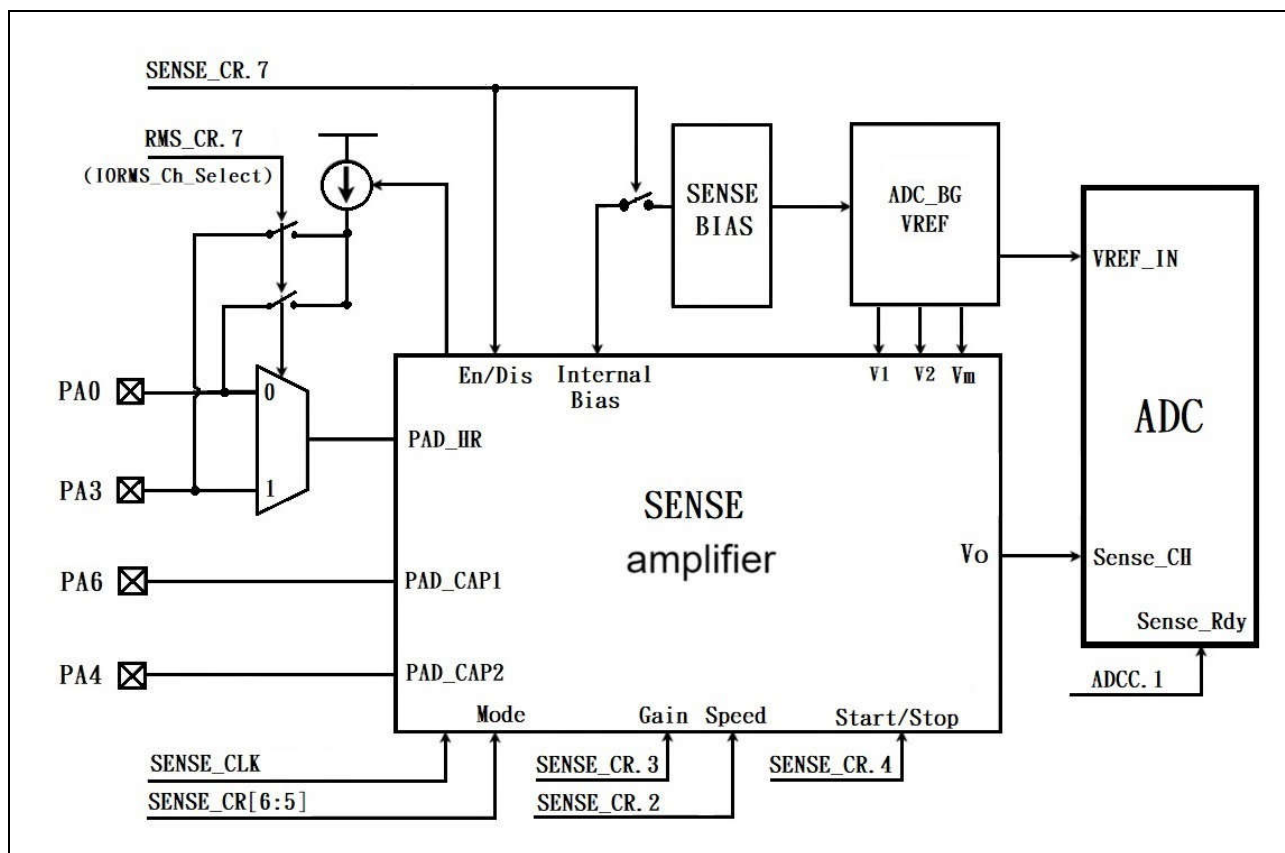 SENSE_CR.7
RMS_CR.7
(IORMS_Ch_Select)
SENSE
BIAS
ADC_BG
VREF
VREF_IN
En/Dis
Internal
Bias
V1
V2
Vm
PA0
0
PAD_HR
ADC
PA3
1
SENSE
amplifier
Vo
Sense_CH
PA6
PAD_CAP1
Sense_Rdy
PA4
PAD_CAP2
ADCC.1
Mode
Gain
Speed
Start/Stop
SENSE_CLK
SENSE_CR.3
SENSE_CR.4
SENSE_CR[6:5]
SENSE_CR.2